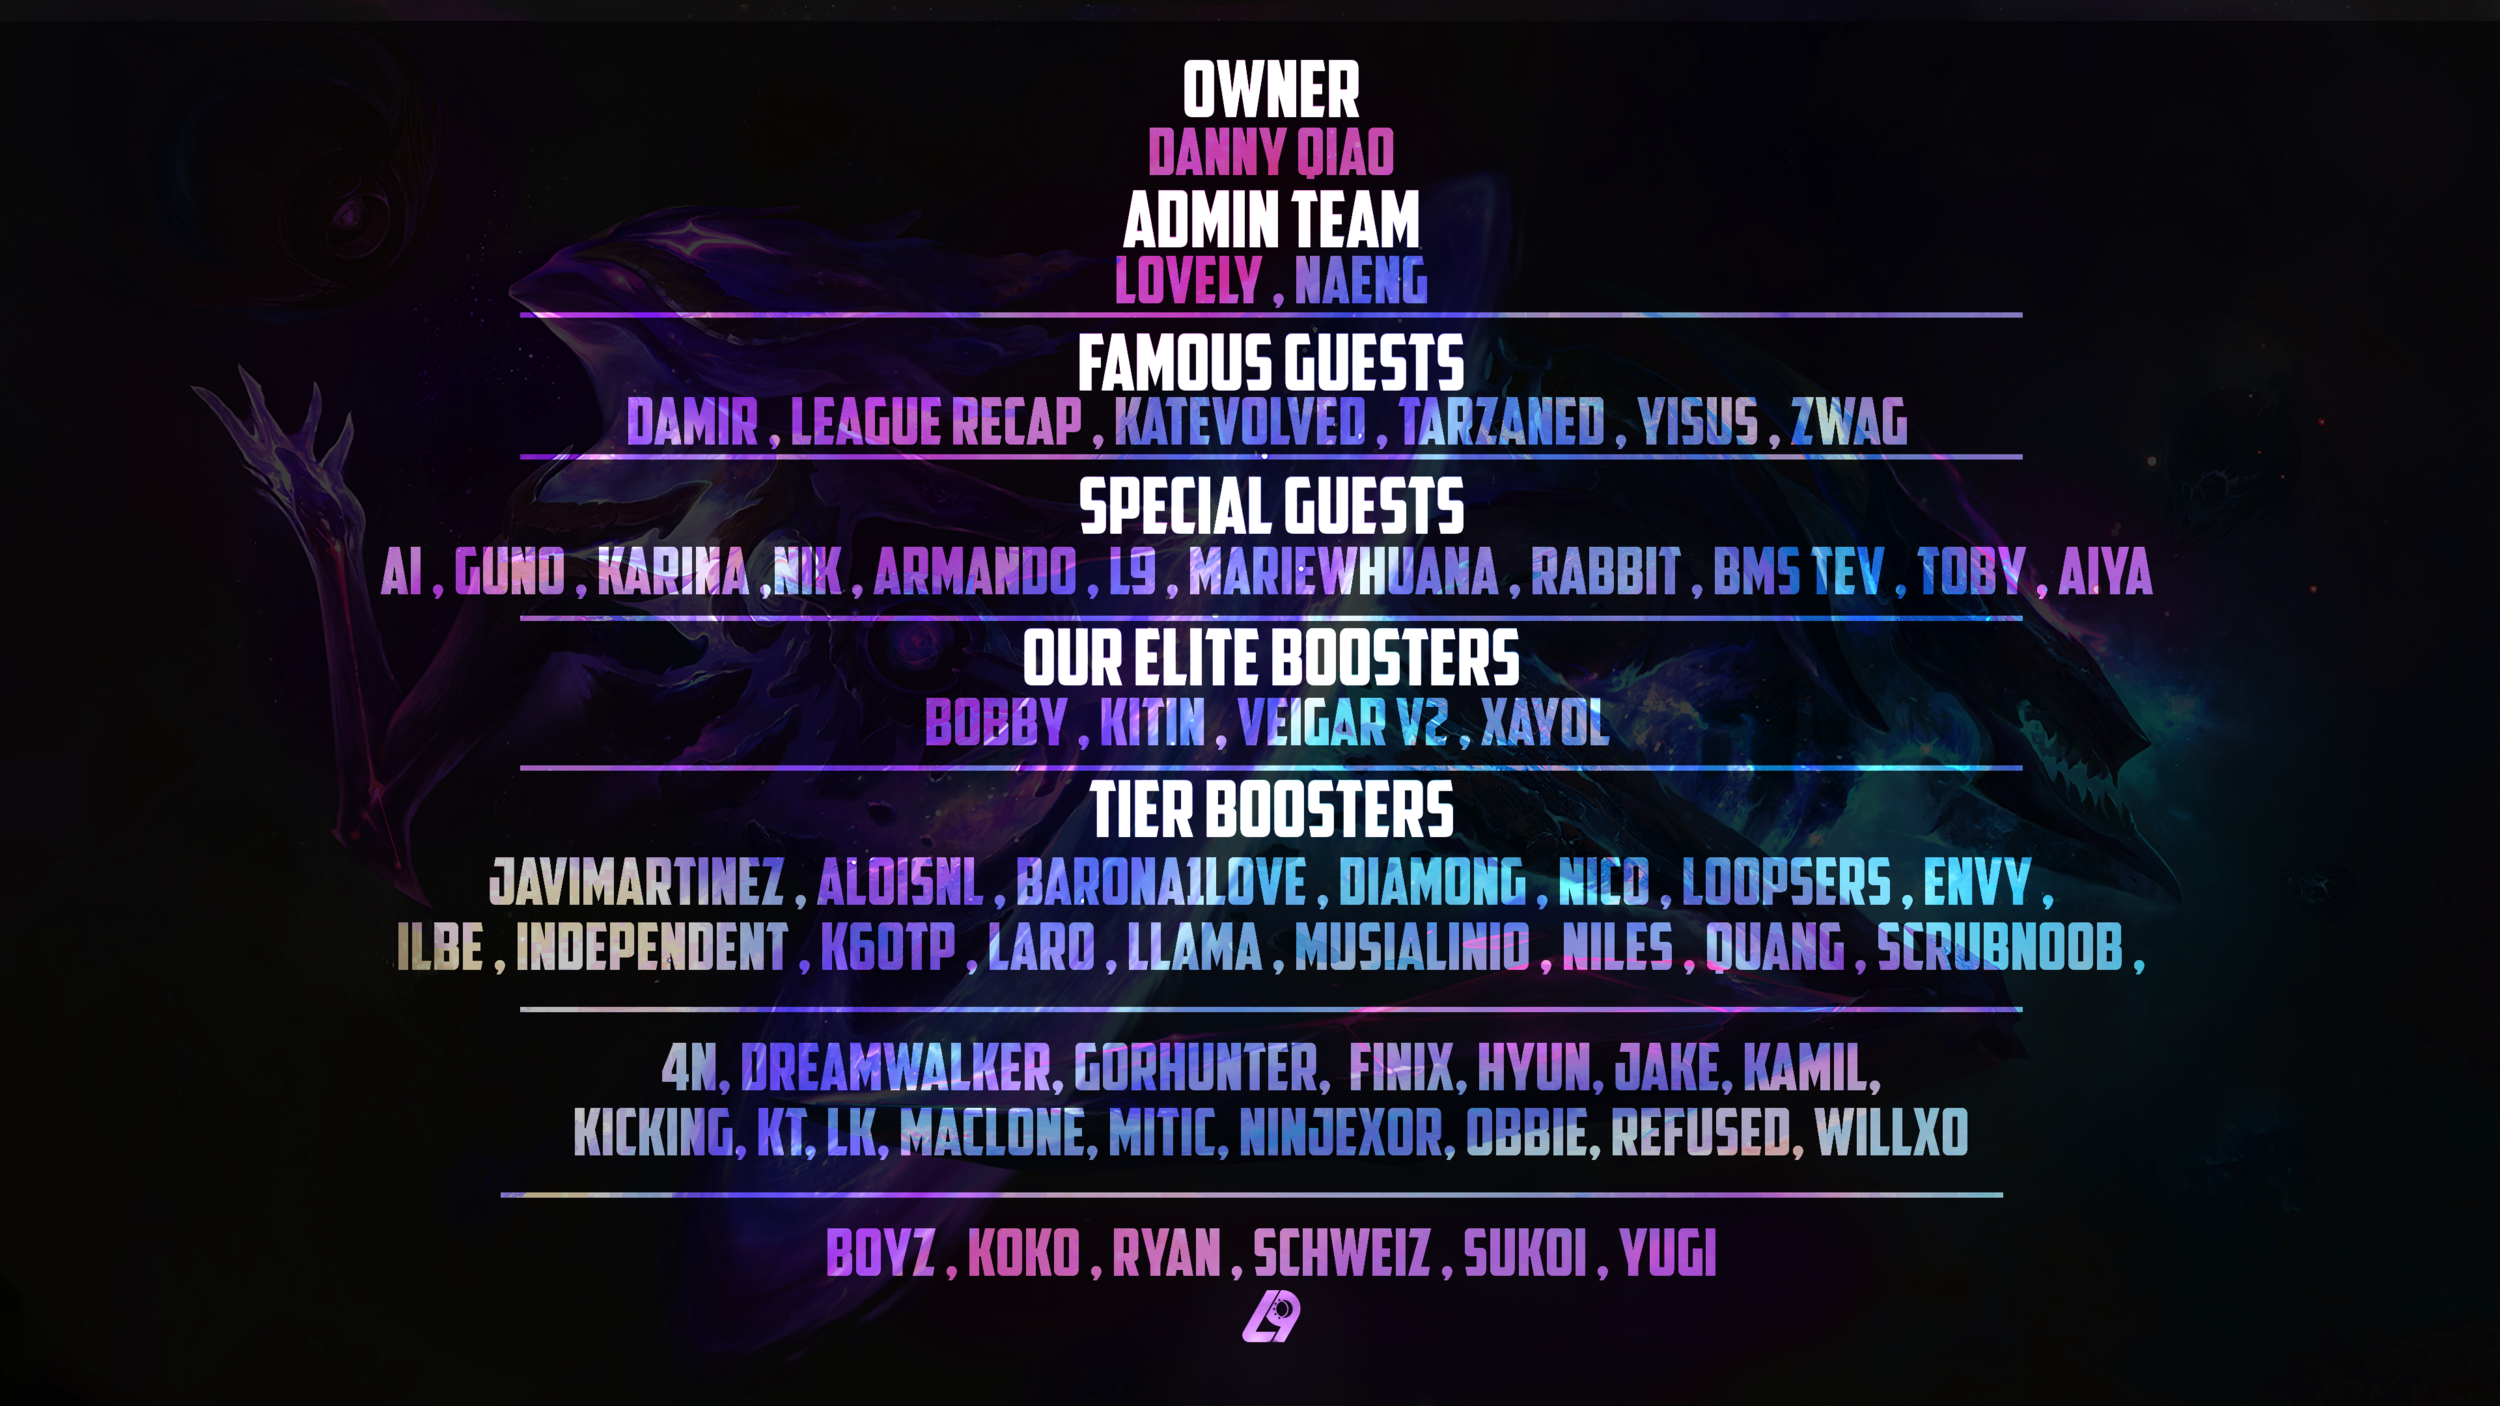 OWNER
DANNY QIAO
ADMIN TEAM
LOVELY , NAENG
FAMOUS GUESTS
DAMIR , LEAGUE RECAP , KATEVOLVED , TARZANED , YISUS , ZWAG
SPECIAL GUESTS
AI , GUNO , KARINA ,NIK , ARMANDO , L9 , MARIEWHUANA , RABBIT , BMS TEV , TOBY , AIYA
OUR ELITE BOOSTERS
BOBBY , KITIN , VEIGAR V2 , XAYOL
TIER BOOSTERS
JAVIMARTINEZ , ALOISNL , BARONA1LOVE , DIAMONG , NICO , LOOPSERS , ENVY ,
ILBE , INDEPENDENT , K6OTP , LARO , LLAMA , MUSIALINIO , NILES , QUANG , SCRUBNOOB ,
4N, DREAMWALKER, GORHUNTER, FINIX, HYUN, JAKE, KAMIL,
KICKING, KT, LK, MACLONE, MITIC, NINJEXOR, OBBIE, REFUSED, WILLXO
BOYZ , KOKO , RYAN , SCHWEIZ , SUKOI , YUGI
L9